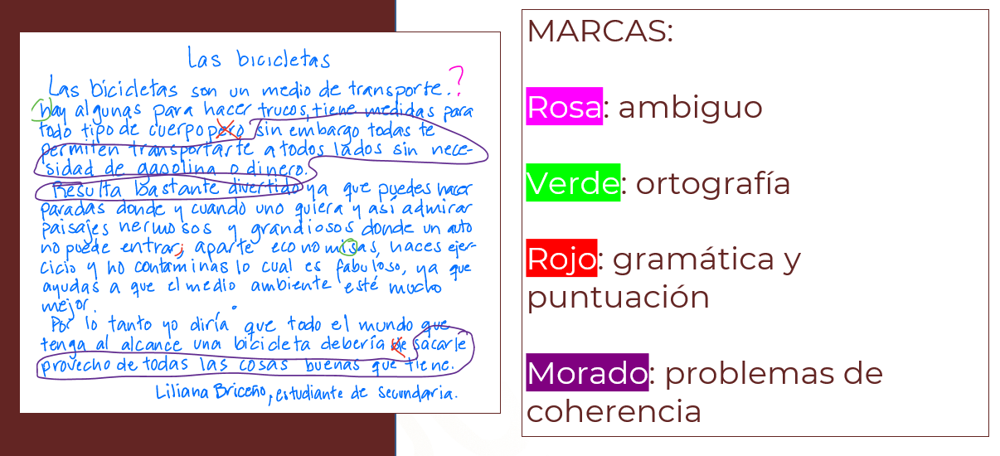 Las bicicletas
Las bicicletas son un medio de transporte. ?
hay algunas para hacer trucos, tiene medidas para
todo tipo de cuerpo pero sin embargo todas te
permiten transportarte a todos lados sin nece-
sidad de gasolina o dinero.
Resulta bastante divertido ya que puedes hacer
paradas donde y cuando uno quiera y así admirar
paisajes hermosos y grandiosos donde un auto
no puede entrar; aparte economisas, haces ejer-
cicio y no contaminas lo cual es fabuloso, ya que
ayudas a que el medio ambiente esté mucho
mejor.
Por lo tanto yo diría que todo el mundo que
tenga al alcance una bicicleta debería de sacarle
provecho de todas las cosas buenas que tiene.
Liliana Briceño, estudiante de secundaria.
MARCAS:
Rosa: ambiguo
Verde: ortografía
Rojo: gramática y
puntuación
Morado: problemas de
coherencia